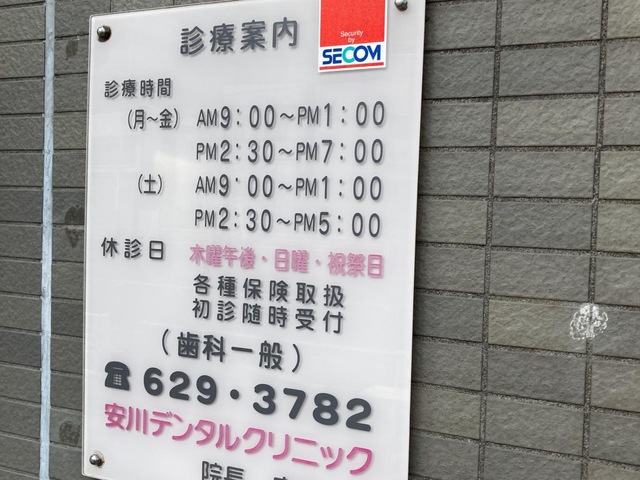 診療案内
Security
by
SECOM
診療時間
(月〜金) AM9:00〜PM1:00
PM2:30〜PM7:00
(土) AM9:00〜PM1:00
PM2:30〜PM5:00
休診日 木曜午後・日曜・祝祭日
各種保険取扱
初診随時受付
(歯科一般)
☎629・3782
安川デンタルクリニック
院長